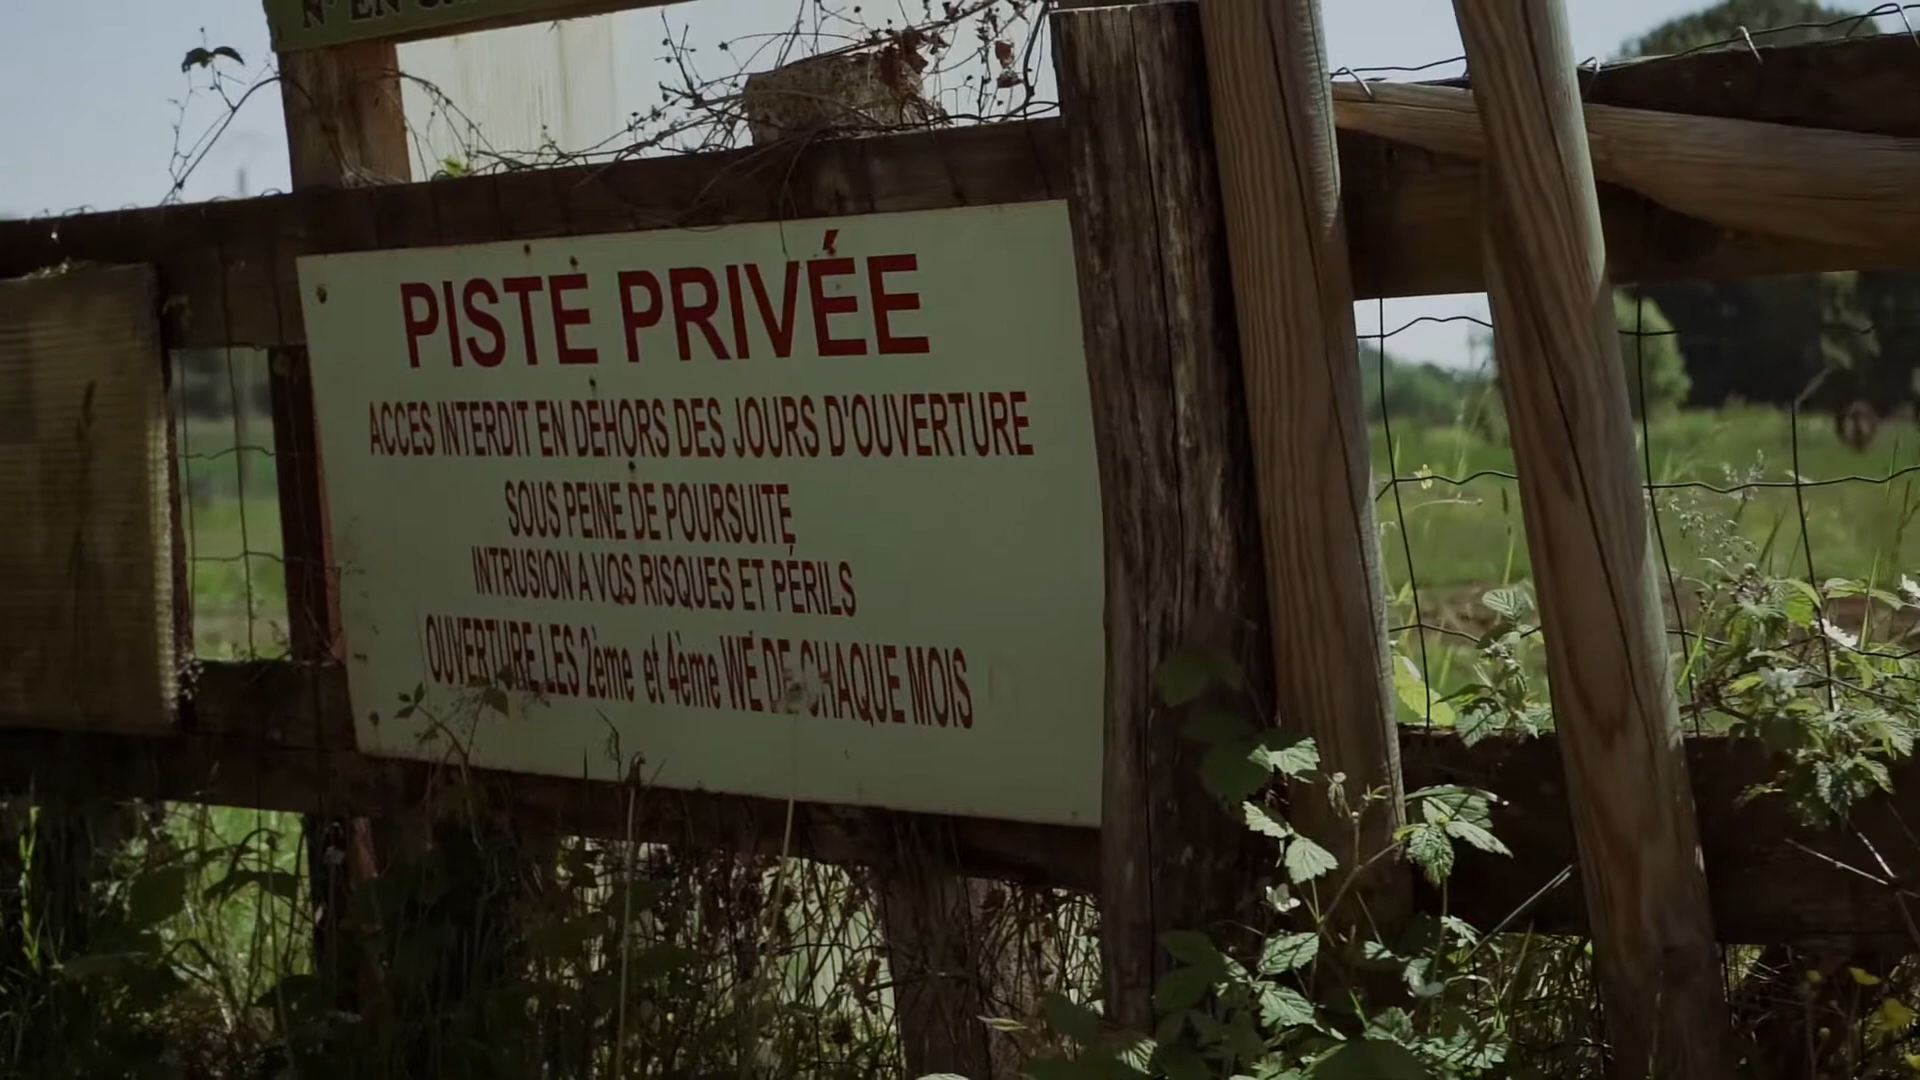 N° EN
PISTE PRIVÉE
ACCES INTERDIT EN DEHORS DES JOURS D'OUVERTURE
SOUS PEINE DE POURSUITE
INTRUSION A VOS RISQUES ET PÉRILS
OUVERTURE LES 2ème et 4ème WE DE CHAQUE MOIS